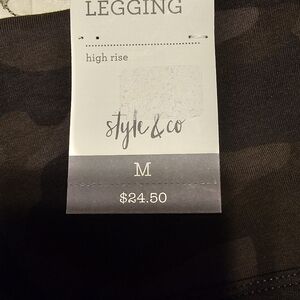 LEGGING
high rise
style & co
M
$24.50